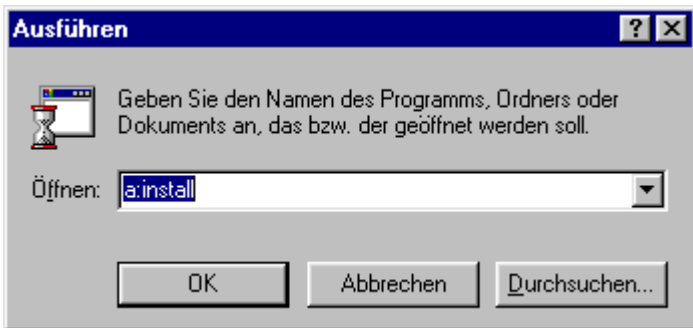 Ausführen
Geben Sie den Namen des Programms, Ordners oder
Dokuments an, das bzw. der geöffnet werden soll.
Öffnen: a:install
OK Abbrechen Durchsuchen...